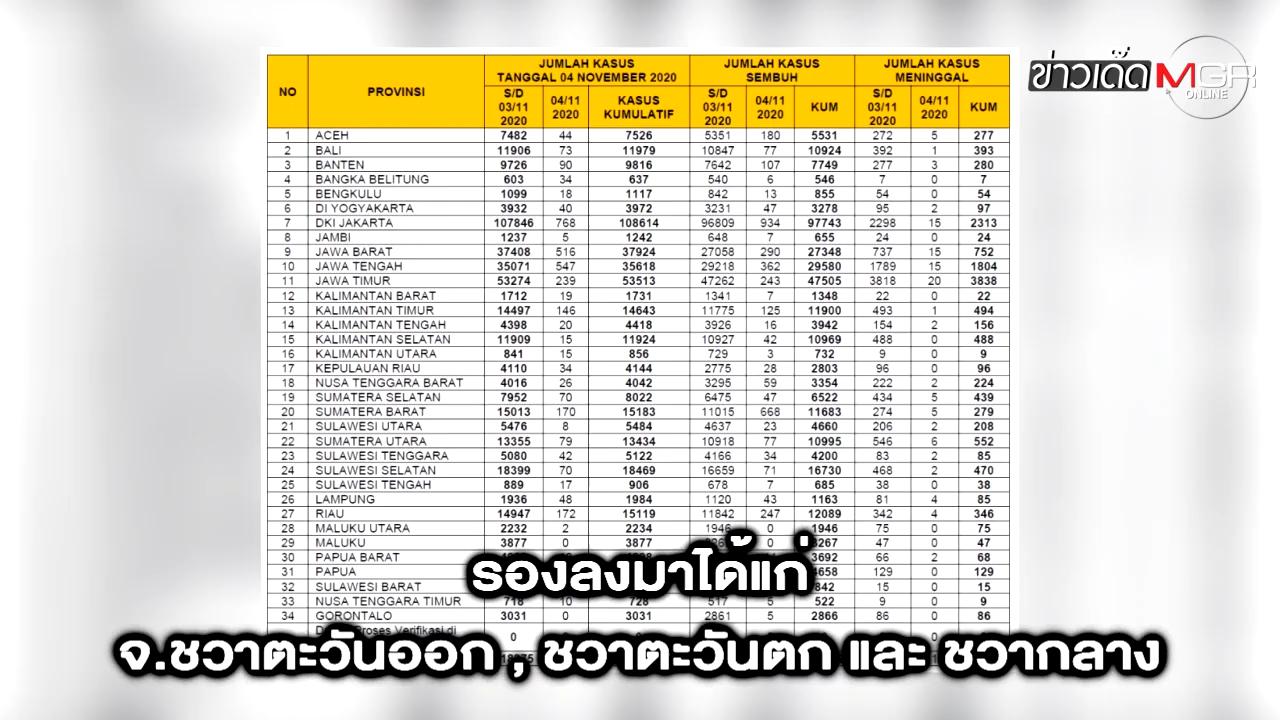 ข่าวเด็ด MGR ONLINE
NO PROVINSI JUMLAH KASUS TANGGAL 04 NOVEMBER 2020 JUMLAH KASUS SEMBUH JUMLAH KASUS MENINGGAL
S/D 03/11 2020 04/11 2020 KASUS KUMULATIF S/D 03/11 2020 04/11 2020 KUM S/D 03/11 2020 04/11 2020 KUM
1 ACEH 7482 44 7526 5351 180 5531 272 5 277
2 BALI 11906 73 11979 10847 77 10924 392 1 393
3 BANTEN 9726 90 9816 7642 107 7749 277 3 280
4 BANGKA BELITUNG 603 34 637 540 6 546 7 0 7
5 BENGKULU 1099 18 1117 842 13 855 54 0 54
6 DI YOGYAKARTA 3932 40 3972 3231 47 3278 95 2 97
7 DKI JAKARTA 107846 768 108614 96809 934 97743 2298 15 2313
8 JAMBI 1237 5 1242 648 7 655 24 0 24
9 JAWA BARAT 37408 516 37924 27058 290 27348 737 15 752
10 JAWA TENGAH 35071 547 35618 29218 362 29580 1789 15 1804
11 JAWA TIMUR 53274 239 53513 47262 243 47505 3818 20 3838
12 KALIMANTAN BARAT 1712 19 1731 1341 7 1348 22 0 22
13 KALIMANTAN TIMUR 14497 146 14643 11775 125 11900 493 1 494
14 KALIMANTAN TENGAH 4398 20 4418 3926 16 3942 154 2 156
15 KALIMANTAN SELATAN 11909 15 11924 10927 42 10969 488 0 488
16 KALIMANTAN UTARA 841 15 856 729 3 732 9 0 9
17 KEPULAUAN RIAU 4110 34 4144 2775 28 2803 96 0 96
18 NUSA TENGGARA BARAT 4016 26 4042 3295 59 3354 222 2 224
19 SUMATERA SELATAN 7952 70 8022 6475 47 6522 434 5 439
20 SUMATERA BARAT 15013 170 15183 11015 668 11683 274 5 279
21 SULAWESI UTARA 5476 8 5484 4637 23 4660 206 2 208
22 SUMATERA UTARA 13355 79 13434 10918 77 10995 546 6 552
23 SULAWESI TENGGARA 5080 42 5122 4166 34 4200 83 2 85
24 SULAWESI SELATAN 18399 70 18469 16659 71 16730 468 2 470
25 SULAWESI TENGAH 889 17 906 678 7 685 38 0 38
26 LAMPUNG 1936 48 1984 1120 43 1163 81 4 85
27 RIAU 14947 172 15119 11842 247 12089 342 4 346
28 MALUKU UTARA 2232 2 2234 1946 0 1946 75 0 75
29 MALUKU 3877 0 3877 0 3267 47 0 47
30 PAPUA BARAT 3692 66 2 68
31 PAPUA 4658 129 0 129
32 SULAWESI BARAT 842 15 0 15
33 NUSA TENGGARA TIMUR 718 10 728 517 5 522 9 0 9
34 GORONTALO 3031 0 3031 2861 5 2866 86 0 86
Proses Verifikasi di 0 0
รองลงมาได้แก่
จ.ชวาตะวันออก , ชวาตะวันตก และ ชวากลาง